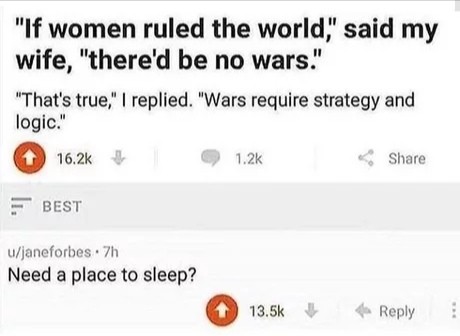 "If women ruled the world," said my
wife, "there'd be no wars."
"That's true," I replied. "Wars require strategy and
logic."
16.2k 1.2k Share
BEST
u/janeforbes • 7h
Need a place to sleep?
13.5k Reply